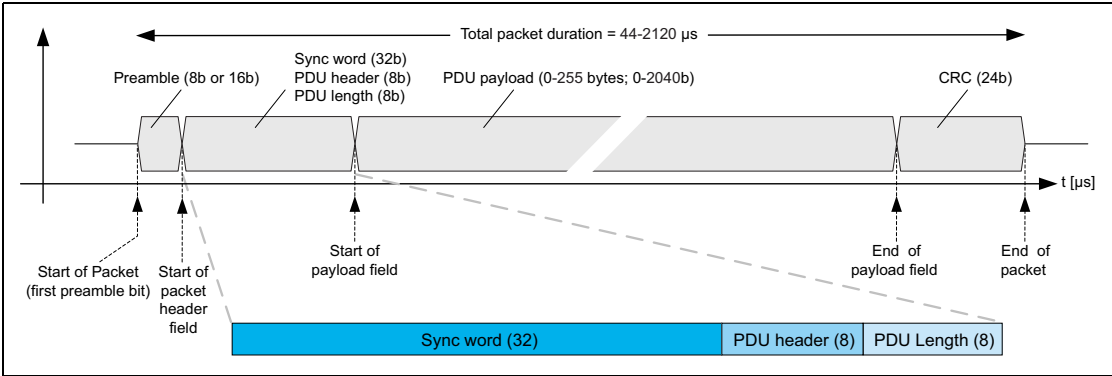 Total packet duration = 44-2120 µs
Preamble (8b or 16b)
Sync word (32b)
PDU header (8b)
PDU length (8b)
PDU payload (0-255 bytes; 0-2040b)
CRC (24b)
t [µs]
Start of Packet
(first preamble bit)
Start of
packet
header
field
Start of
payload field
End of
payload field
End of
packet
Sync word (32)
PDU header (8)
PDU Length (8)